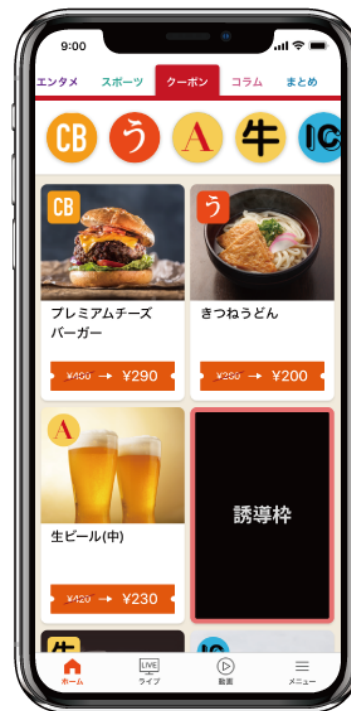 9:00
エンタメ スポーツ クーポン コラム まとめ
CB う A 牛 IC
CB
う
プレミアムチーズ
バーガー
きつねうどん
¥490 → ¥290
¥260 → ¥200
A
誘導枠
生ビール(中)
¥420 → ¥230
牛 IC
LIVE
ホーム ライブ 動画 メニュー